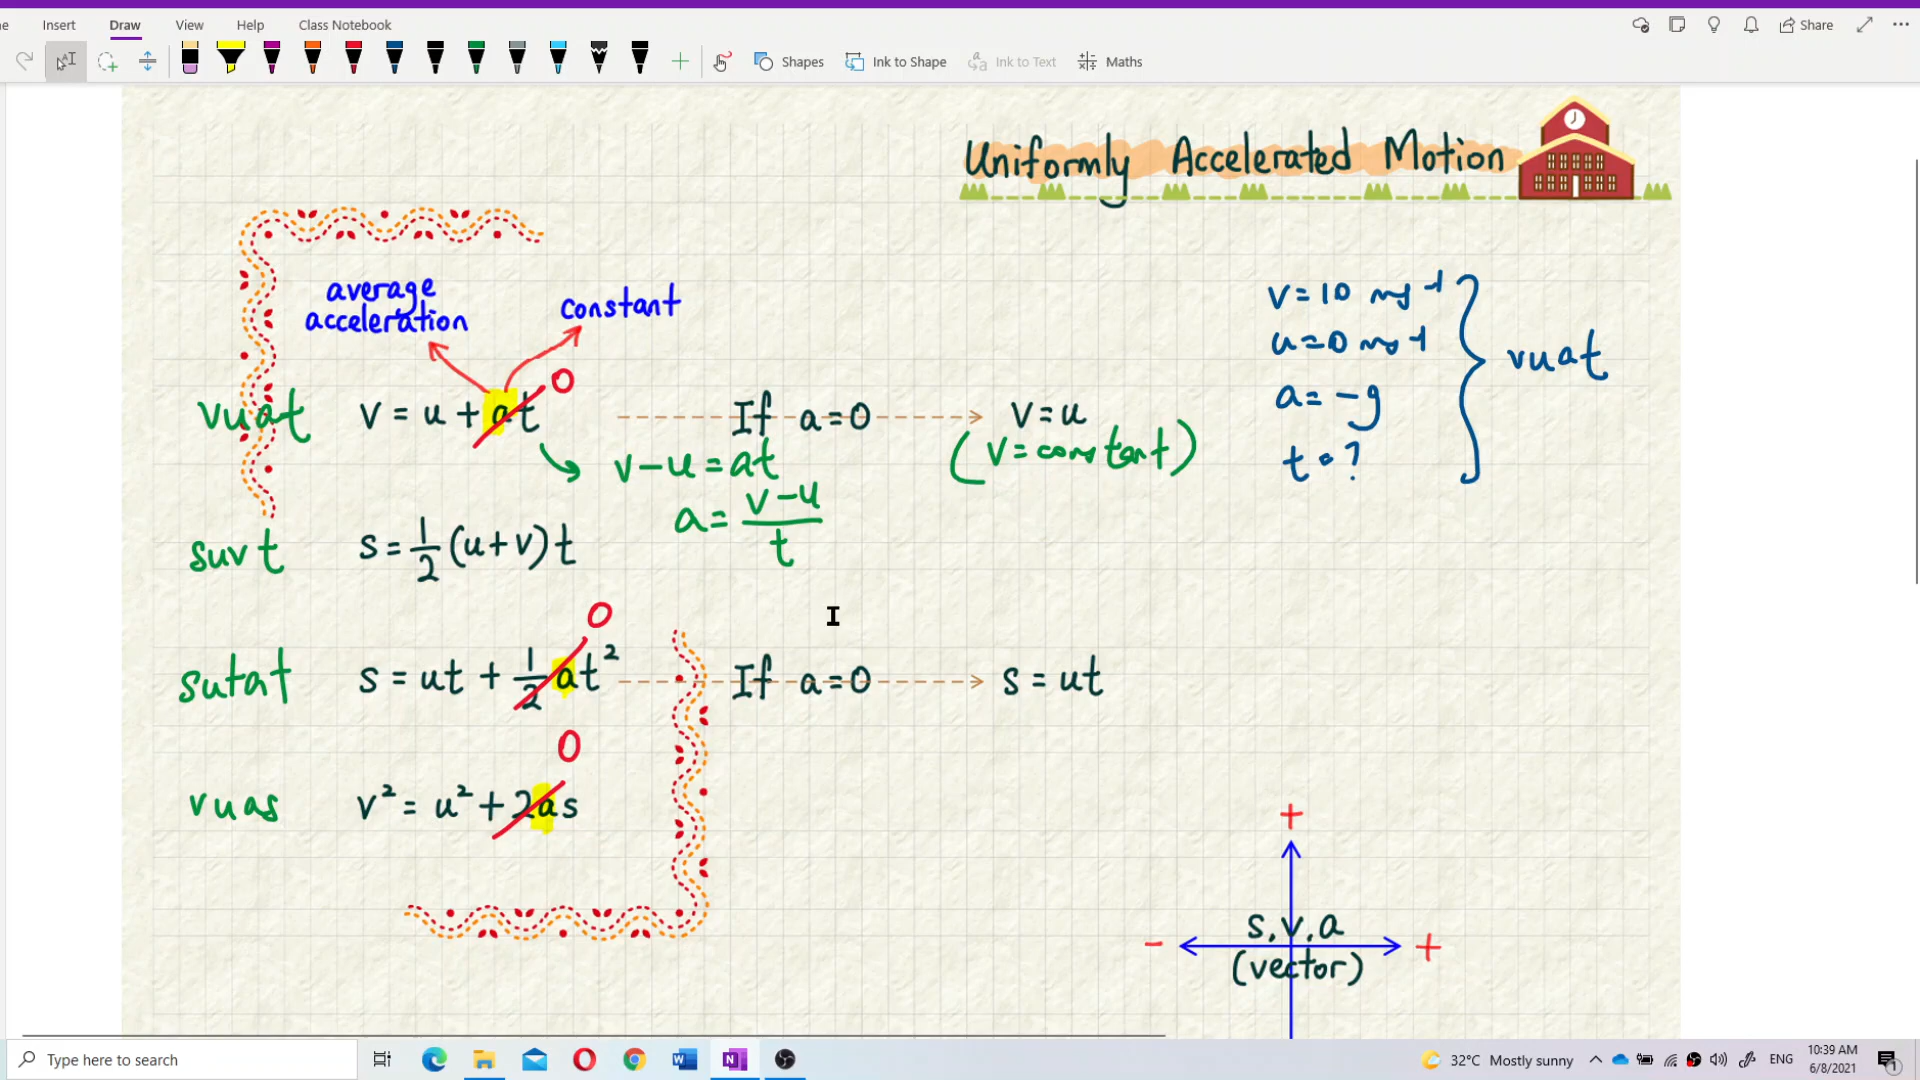 Insert Draw View Help Class Notebook Share
Shapes Ink to Shape Ink to Text Maths
Uniformly Accelerated Motion
average
acceleration
constant
0
vuat v = u + at If a=0 v=u
(v = constant)
v-u = at
a = v-u
t
v=10 ms-1
u=0 ms-1
a= -g
t = ?
vuat
suvt s = 1/2 (u+v)t
0
sutat s = ut + 1/2 at² If a=0 s = ut
0
vuas v² = u² + 2as
+
s, v, a
- +
(vector)
Type here to search
32°C Mostly sunny ENG 10:39 AM
6/8/2021
1